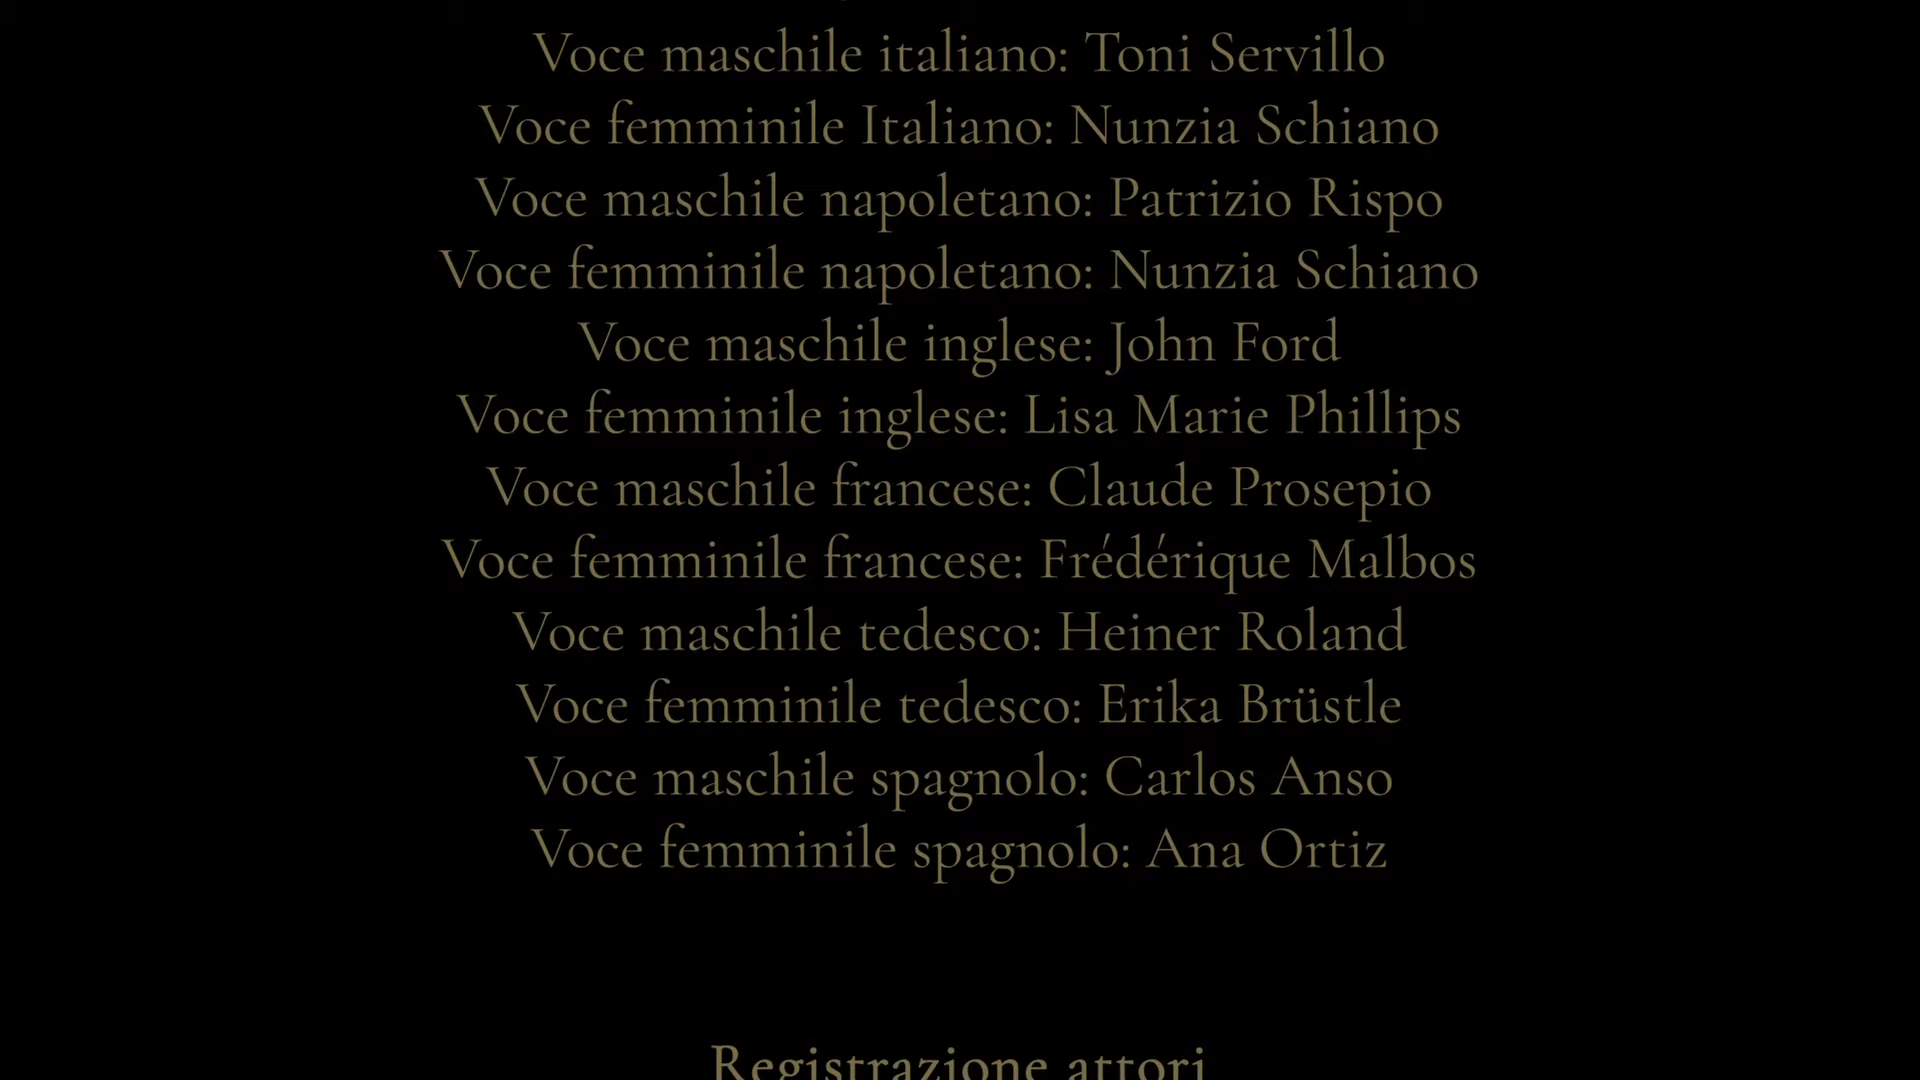 Voce maschile italiano: Toni Servillo
Voce femminile Italiano: Nunzia Schiano
Voce maschile napoletano: Patrizio Rispo
Voce femminile napoletano: Nunzia Schiano
Voce maschile inglese: John Ford
Voce femminile inglese: Lisa Marie Phillips
Voce maschile francese: Claude Prosepio
Voce femminile francese: Frédérique Malbos
Voce maschile tedesco: Heiner Roland
Voce femminile tedesco: Erika Brüstle
Voce maschile spagnolo: Carlos Anso
Voce femminile spagnolo: Ana Ortiz
Registrazione attori